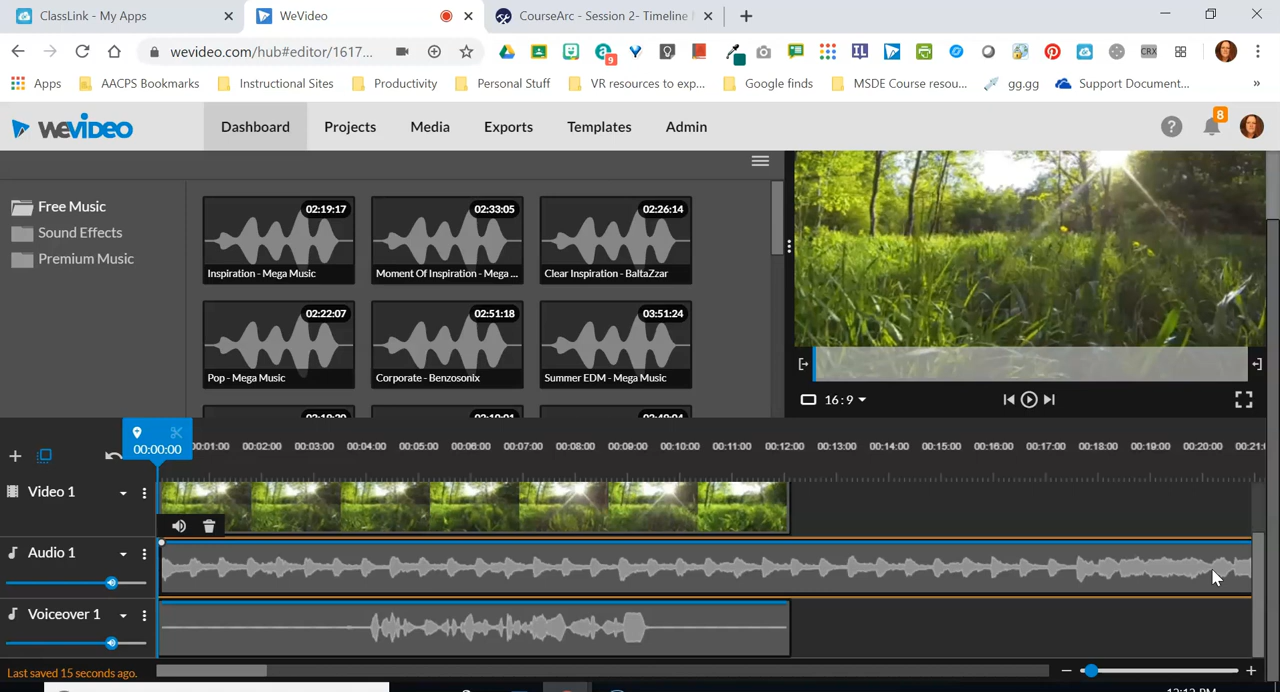 ClassLink - My Apps
WeVideo
CourseArc - Session 2- Timeline
wevideo.com/hub#editor/1617...
9
IL
CRX
Apps
AACPS Bookmarks
Instructional Sites
Productivity
Personal Stuff
VR resources to exp...
Google finds
MSDE Course resou...
gg.gg
Support Document...
»
WEVIDEO
Dashboard
Projects
Media
Exports
Templates
Admin
?
8
Free Music
Sound Effects
Premium Music
02:19:17
Inspiration - Mega Music
02:33:05
Moment Of Inspiration - Mega ...
02:26:14
Clear Inspiration - BaltaZzar
02:22:07
Pop - Mega Music
02:51:18
Corporate - Benzosonix
03:51:24
Summer EDM - Mega Music
16:9
00:00:00
00:01:00 00:02:00 00:03:00 00:04:00 00:05:00 00:06:00 00:07:00 00:08:00 00:09:00 00:10:00 00:11:00 00:12:00 00:13:00 00:14:00 00:15:00 00:16:00 00:17:00 00:18:00 00:19:00 00:20:00 00:21:
Video 1
Audio 1
Voiceover 1
Last saved 15 seconds ago.
12:12 PM